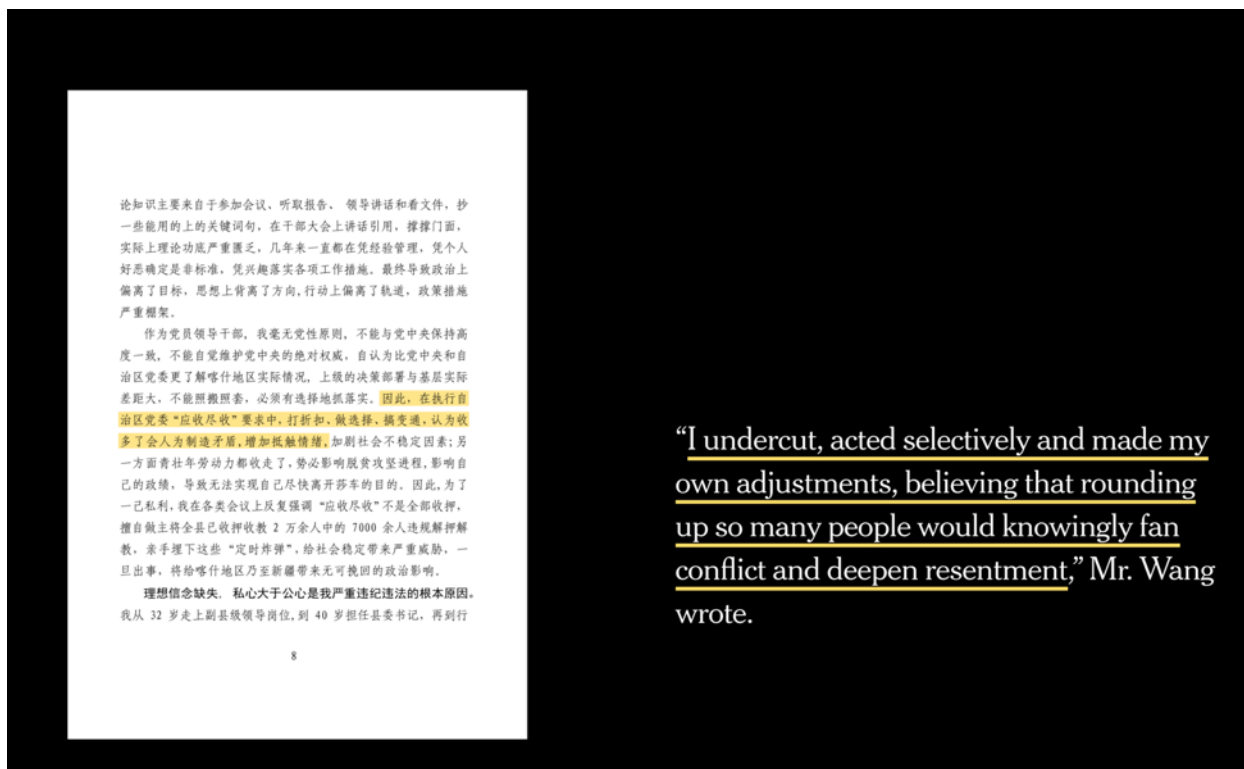 论知识主要来自于参加会议、听取报告、 领导讲话和看文件，抄
一些能用的上的关键词句，在干部大会上讲话引用，撑撑门面，
实际上理论功底严重匮乏，几年来一直都在凭经验管理，凭个人
好恶确定是非标准，凭兴趣落实各项工作措施，最终导致政治上
偏离了目标，思想上背离了方向,行动上偏离了轨道，政策措施
严重棚架。
作为党员领导干部，我毫无党性原则，不能与党中央保持高
度一致，不能自觉维护党中央的绝对权威，自认为比党中央和自
治区党委更了解喀什地区实际情况，上级的决策部署与基层实际
差距大，不能照搬照套，必须有选择地抓落实。因此，在执行自
治区党委“应收尽收”要求中，打折扣、做选择、搞变通，认为收
多了会人为制造矛盾,增加抵触情绪,加剧社会不稳定因素;另
一方面青壮年劳动力都收走了,势必影响脱贫攻坚进程,影响自
己的政绩，导致无法实现自己尽快离开莎车的目的。因此,为了
一己私利,我在各类会议上反复强调“应收尽收”不是全部收押，
擅自做主将全县已收押收教 2 万余人中的 7000 余人违规解押解
教，亲手埋下这些“定时炸弹”,给社会稳定带来严重威胁，一
旦出事，将给喀什地区乃至新疆带来无可挽回的政治影响。
理想信念缺失， 私心大于公心是我严重违纪违法的根本原因。
我从 32 岁走上副县级领导岗位,到 40 岁担任县委书记，再到行
8
“I undercut, acted selectively and made my
own adjustments, believing that rounding
up so many people would knowingly fan
conflict and deepen resentment,” Mr. Wang
wrote.